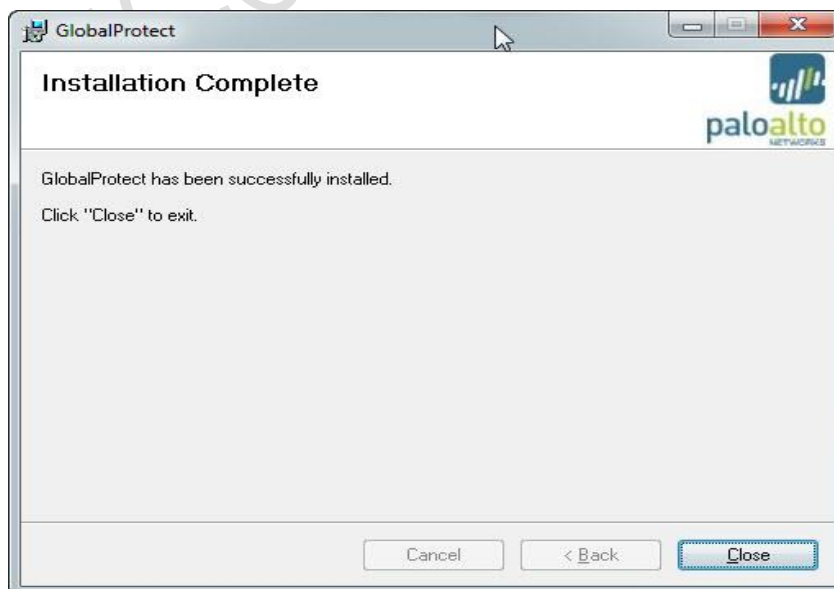 GlobalProtect
Installation Complete
paloalto
NETWORKS
GlobalProtect has been successfully installed.
Click "Close" to exit.
Cancel
< Back
Close